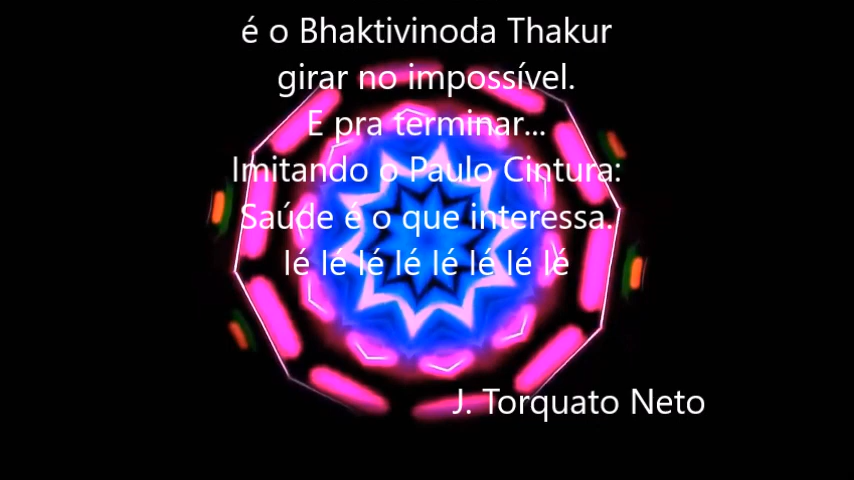 é o Bhaktivinoda Thakur
girar no impossível.
E pra terminar...
Imitando o Paulo Cintura:
Saúde é o que interessa.
lé lé lé lé lé lé lé lé
J. Torquato Neto